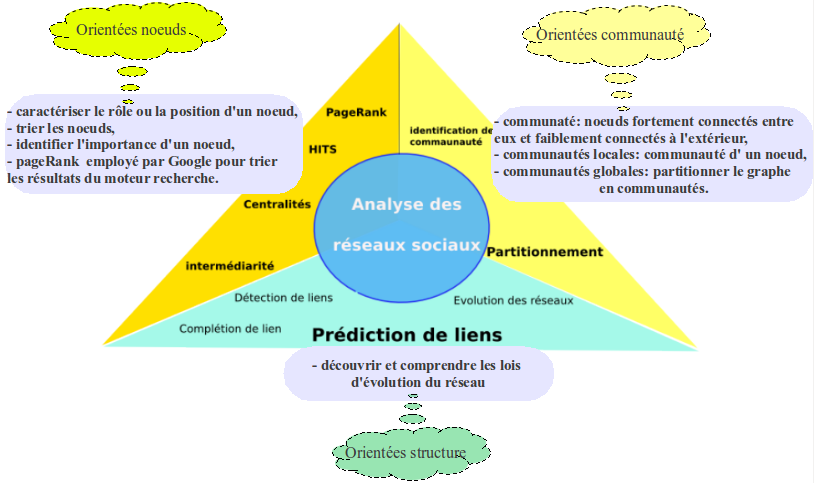 Orientées noeuds
Orientées communauté
- caractériser le rôle ou la position d'un noeud,
- trier les noeuds,
- identifier l'importance d'un noeud,
- pageRank employé par Google pour trier
les résultats du moteur recherche.
- communaté: noeuds fortement connectés entre
eux et faiblement connectés à l'extérieur,
- communautés locales: communauté d' un noeud,
- communautés globales: partitionner le graphe
en communautés.
PageRank
HITS
Centralités
intermédiarité
identification de
commaunauté
Partitionnement
Analyse des
réseaux sociaux
Détection de liens
Evolution des réseaux
Complétion de lien
Prédiction de liens
- découvrir et comprendre les lois
d'évolution du réseau
Orientées structure